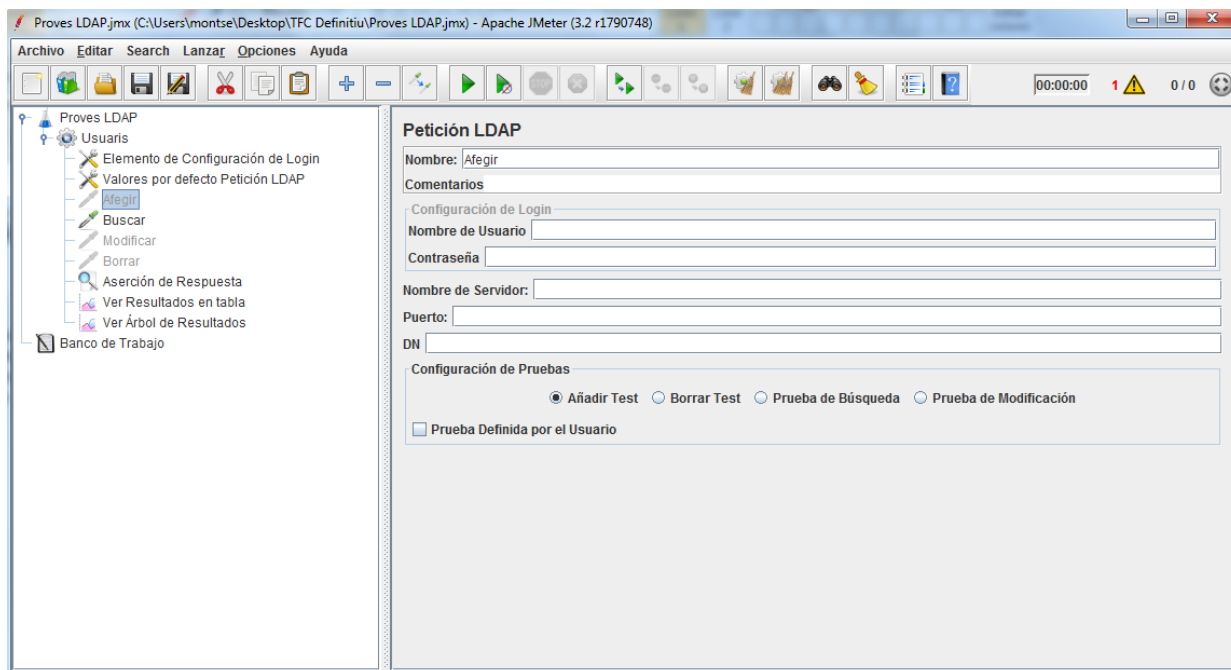 Proves LDAP.jmx (C:\Users\montse\Desktop\TFC Definitiu\Proves LDAP.jmx) - Apache JMeter (3.2 r1790748)
Archivo Editar Search Lanzar Opciones Ayuda
00:00:00 1 0 / 0
Proves LDAP
Usuaris
Elemento de Configuración de Login
Valores por defecto Petición LDAP
Afegir
Buscar
Modificar
Borrar
Aserción de Respuesta
Ver Resultados en tabla
Ver Árbol de Resultados
Banco de Trabajo
Petición LDAP
Nombre: Afegir
Comentarios
Configuración de Login
Nombre de Usuario
Contraseña
Nombre de Servidor:
Puerto:
DN
Configuración de Pruebas
Añadir Test Borrar Test Prueba de Búsqueda Prueba de Modificación
Prueba Definida por el Usuario